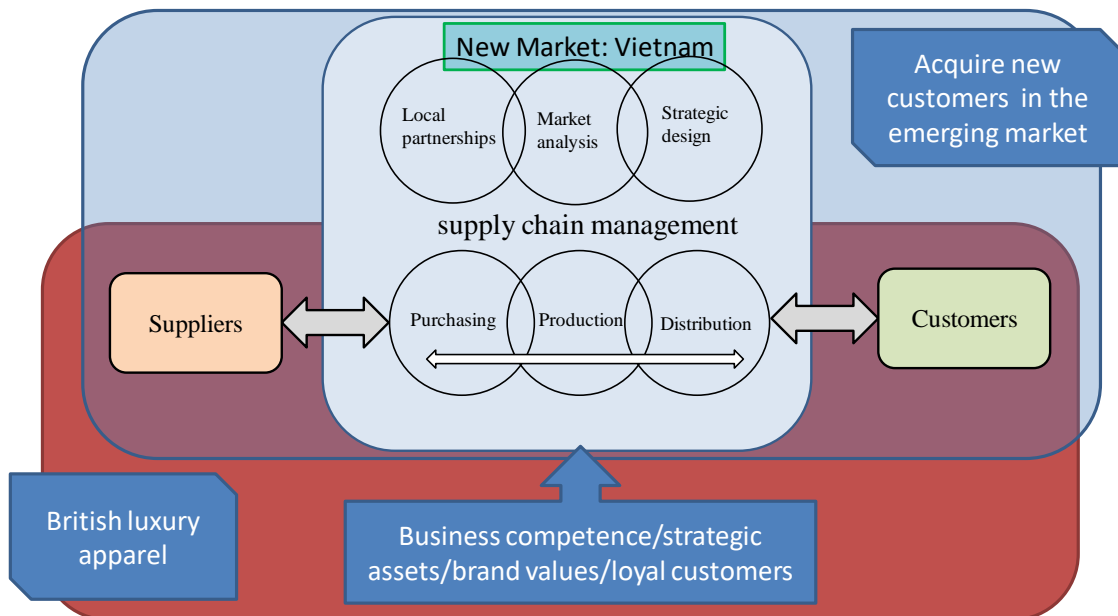 New Market: Vietnam
Acquire new
customers in the
emerging market
Local
partnerships
Market
analysis
Strategic
design
supply chain management
Suppliers
Purchasing
Production
Distribution
Customers
British luxury
apparel
Business competence/strategic
assets/brand values/loyal customers